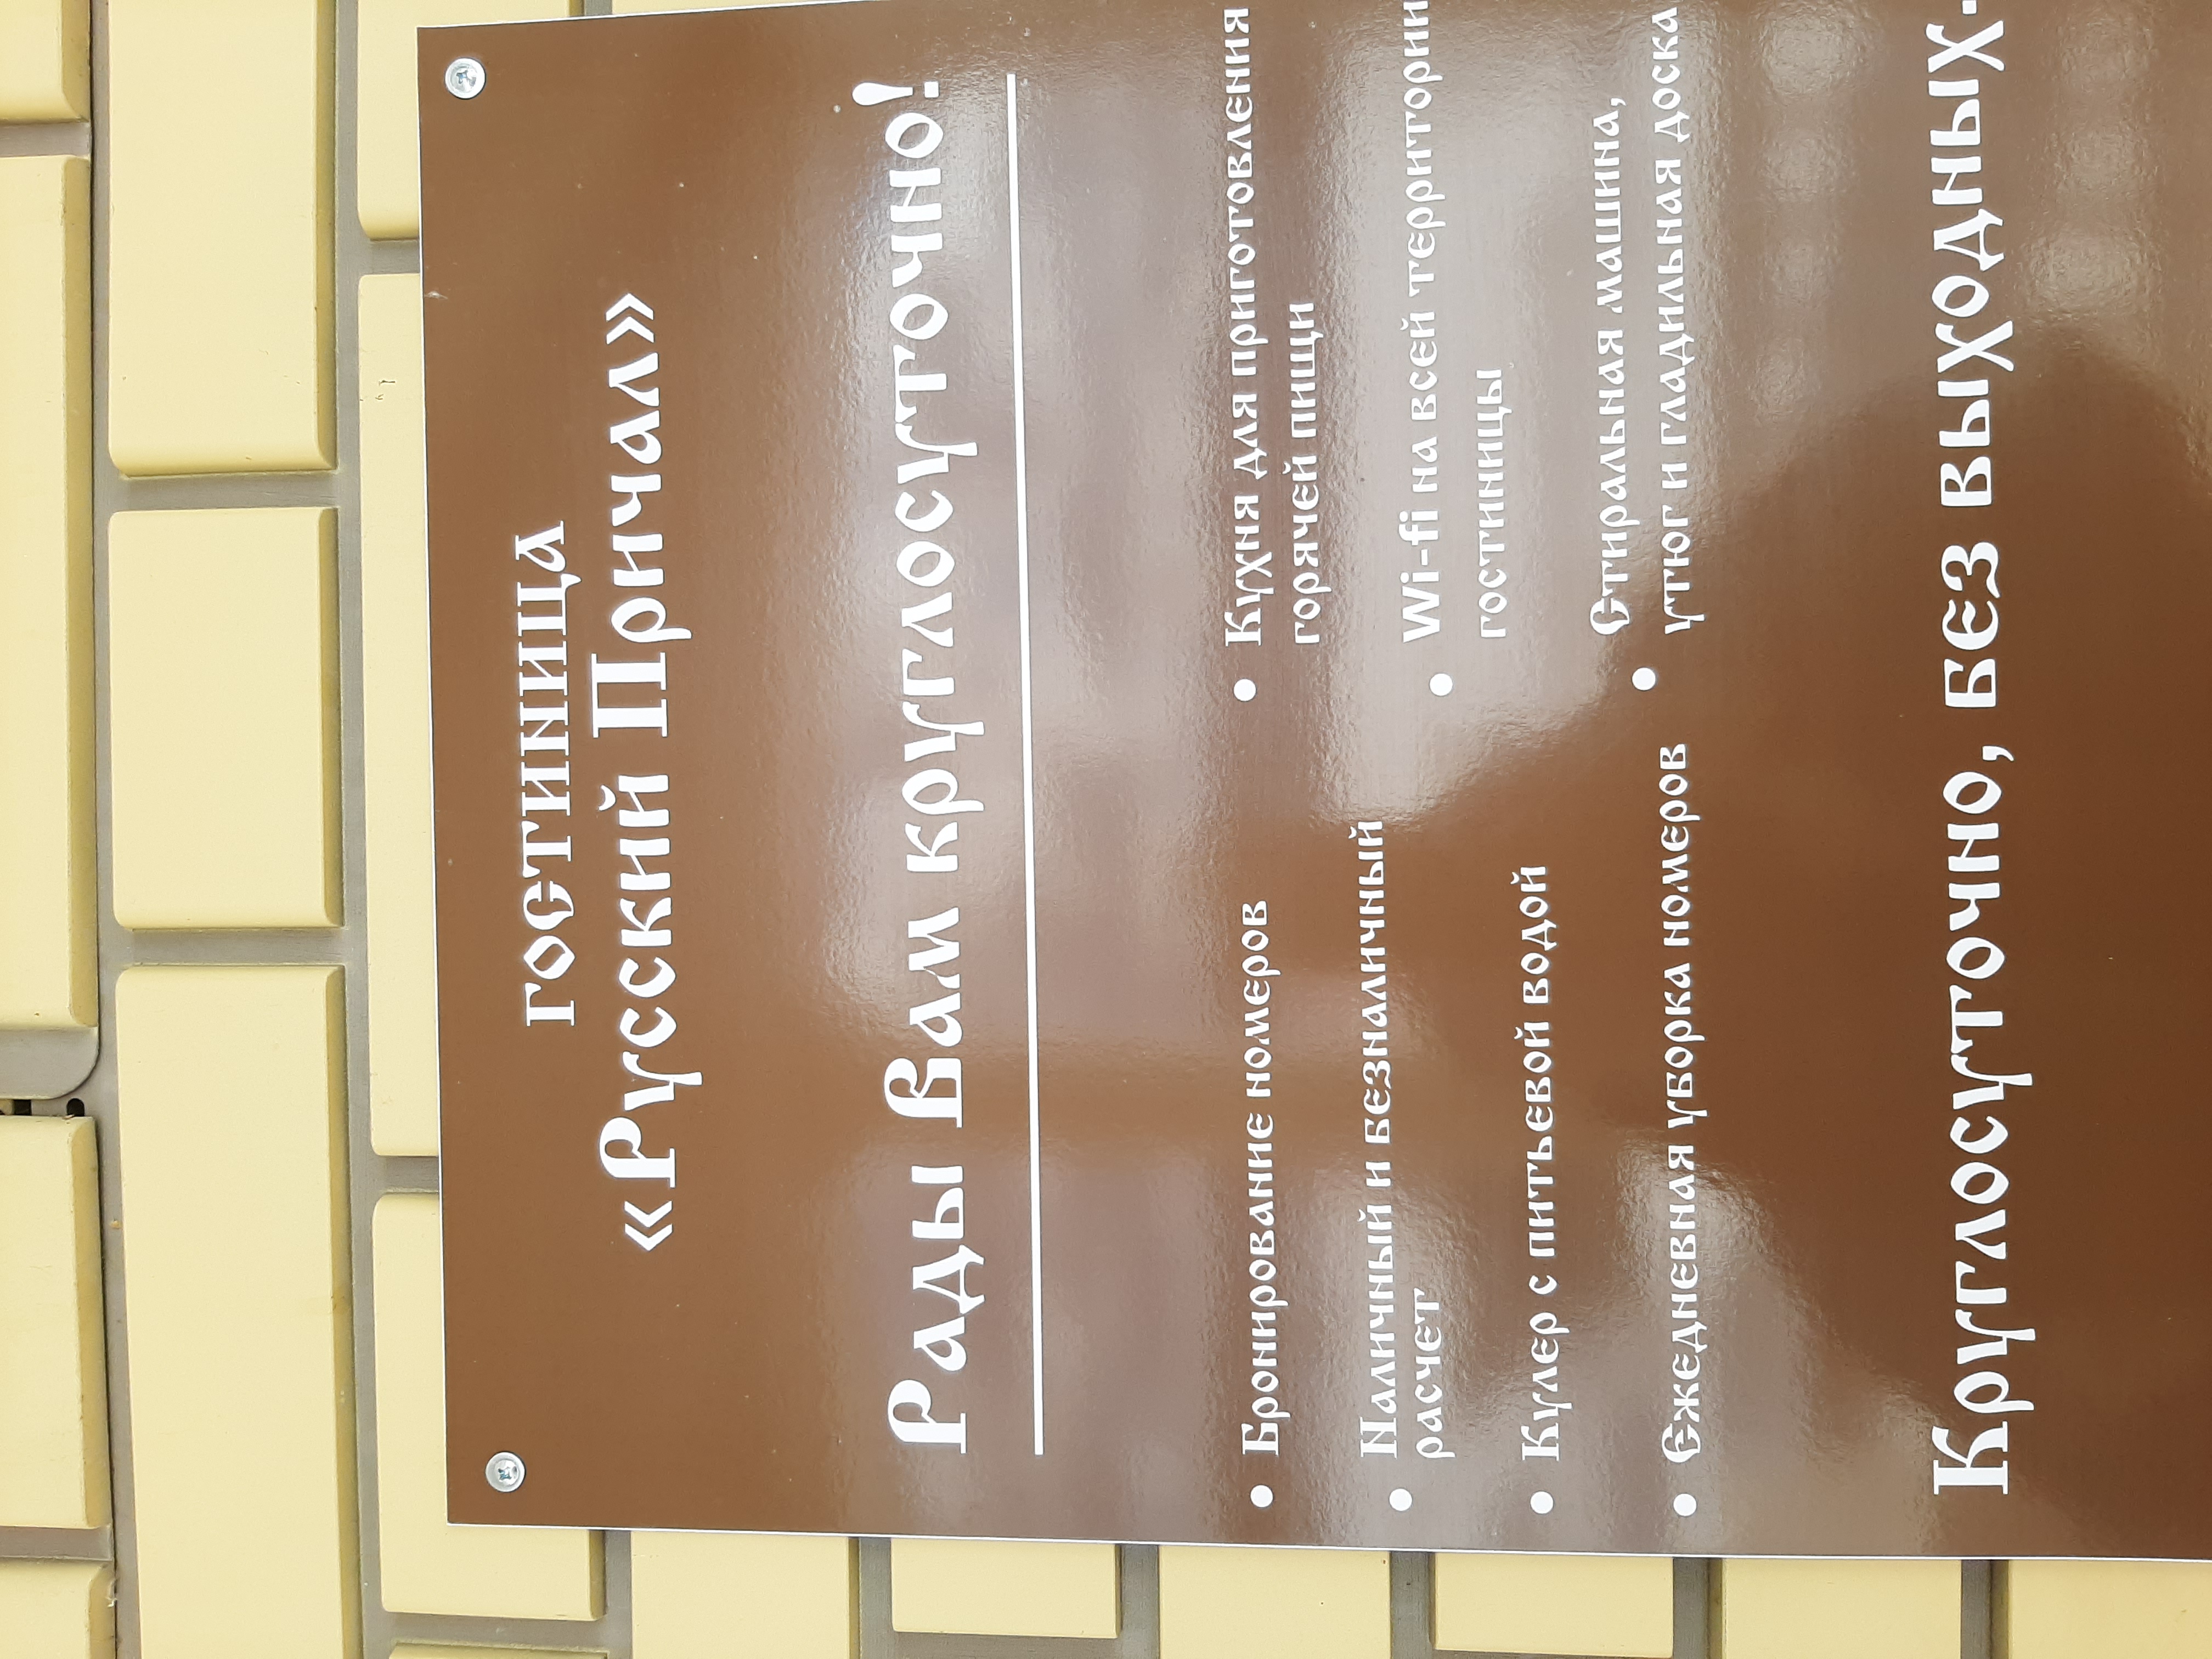 ГОСТИНИЦА
«Русский Причал»
Рады Вам круглосуточно!
• Бронирование номеров
• Наличный и безналичный
расчет
• Кулер с питьевой водой
• Ежедневная уборка номеров
• Кухня для приготовления
горячей пищи
• Wi-fi на всей территории
гостиницы
• Стиральная машина,
утюг и гладильная доска
Круглосуточно, без выходных.